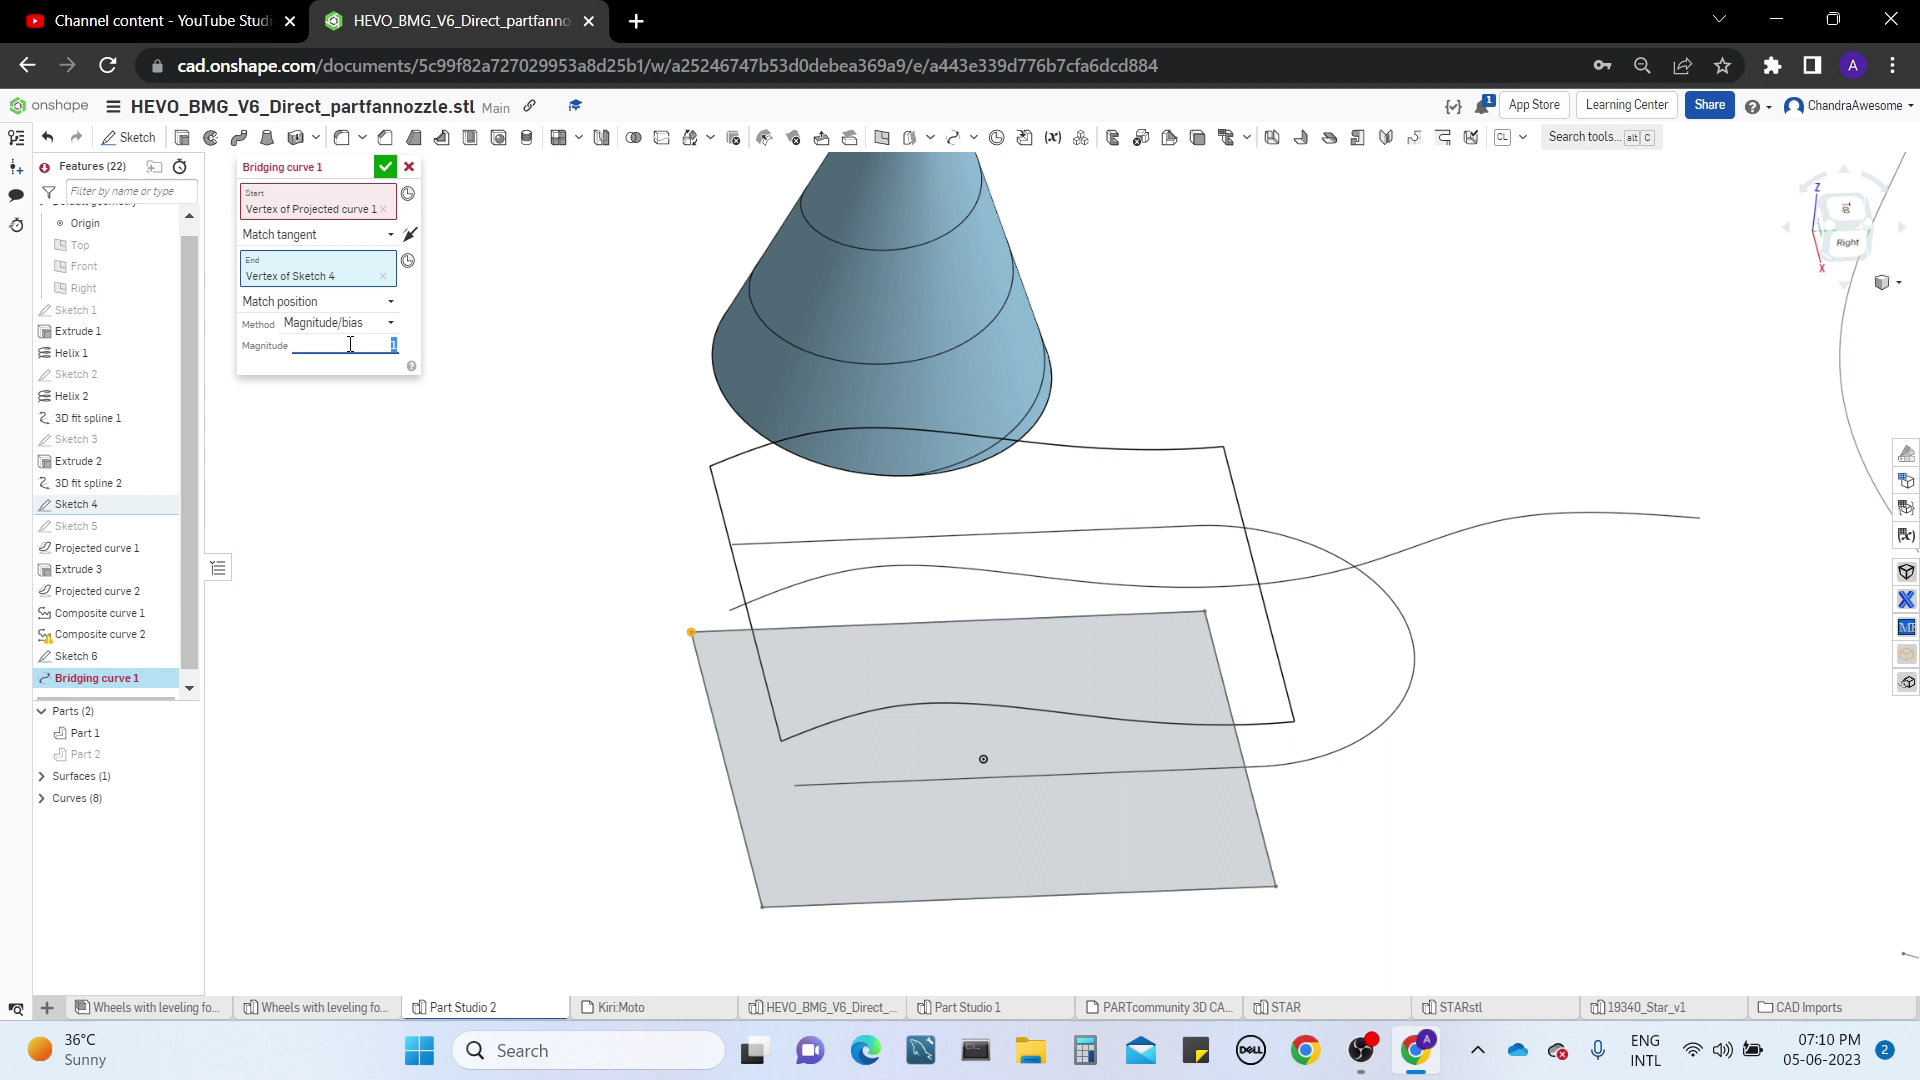 Channel content - YouTube Studi
HEVO_BMG_V6_Direct_partfanno
cad.onshape.com/documents/5c99f82a727029953a8d25b1/w/a25246747b53d0debea369a9/e/a443e339d776b7cfa6dcd884
A
onshape
HEVO_BMG_V6_Direct_partfannozzle.stl Main
1
App Store
Learning Center
Share
ChandraAwesome
Sketch
Search tools... alt C
Features (22)
Filter by name or type
Origin
Top
Front
Right
Sketch 1
Extrude 1
Helix 1
Sketch 2
Helix 2
3D fit spline 1
Sketch 3
Extrude 2
3D fit spline 2
Sketch 4
Sketch 5
Projected curve 1
Extrude 3
Projected curve 2
Composite curve 1
Composite curve 2
Sketch 6
Bridging curve 1
Parts (2)
Part 1
Part 2
Surfaces (1)
Curves (8)
Bridging curve 1
Start
Vertex of Projected curve 1
Match tangent
End
Vertex of Sketch 4
Match position
Method Magnitude/bias
Magnitude 1
Z
Top
Right
X
Wheels with leveling fo...
Wheels with leveling fo...
Part Studio 2
Kiri:Moto
HEVO_BMG_V6_Direct_...
Part Studio 1
PARTcommunity 3D CA...
STAR
STARstl
19340_Star_v1
CAD Imports
36°C
Sunny
Search
DELL
A
ENG
INTL
07:10 PM
05-06-2023
2